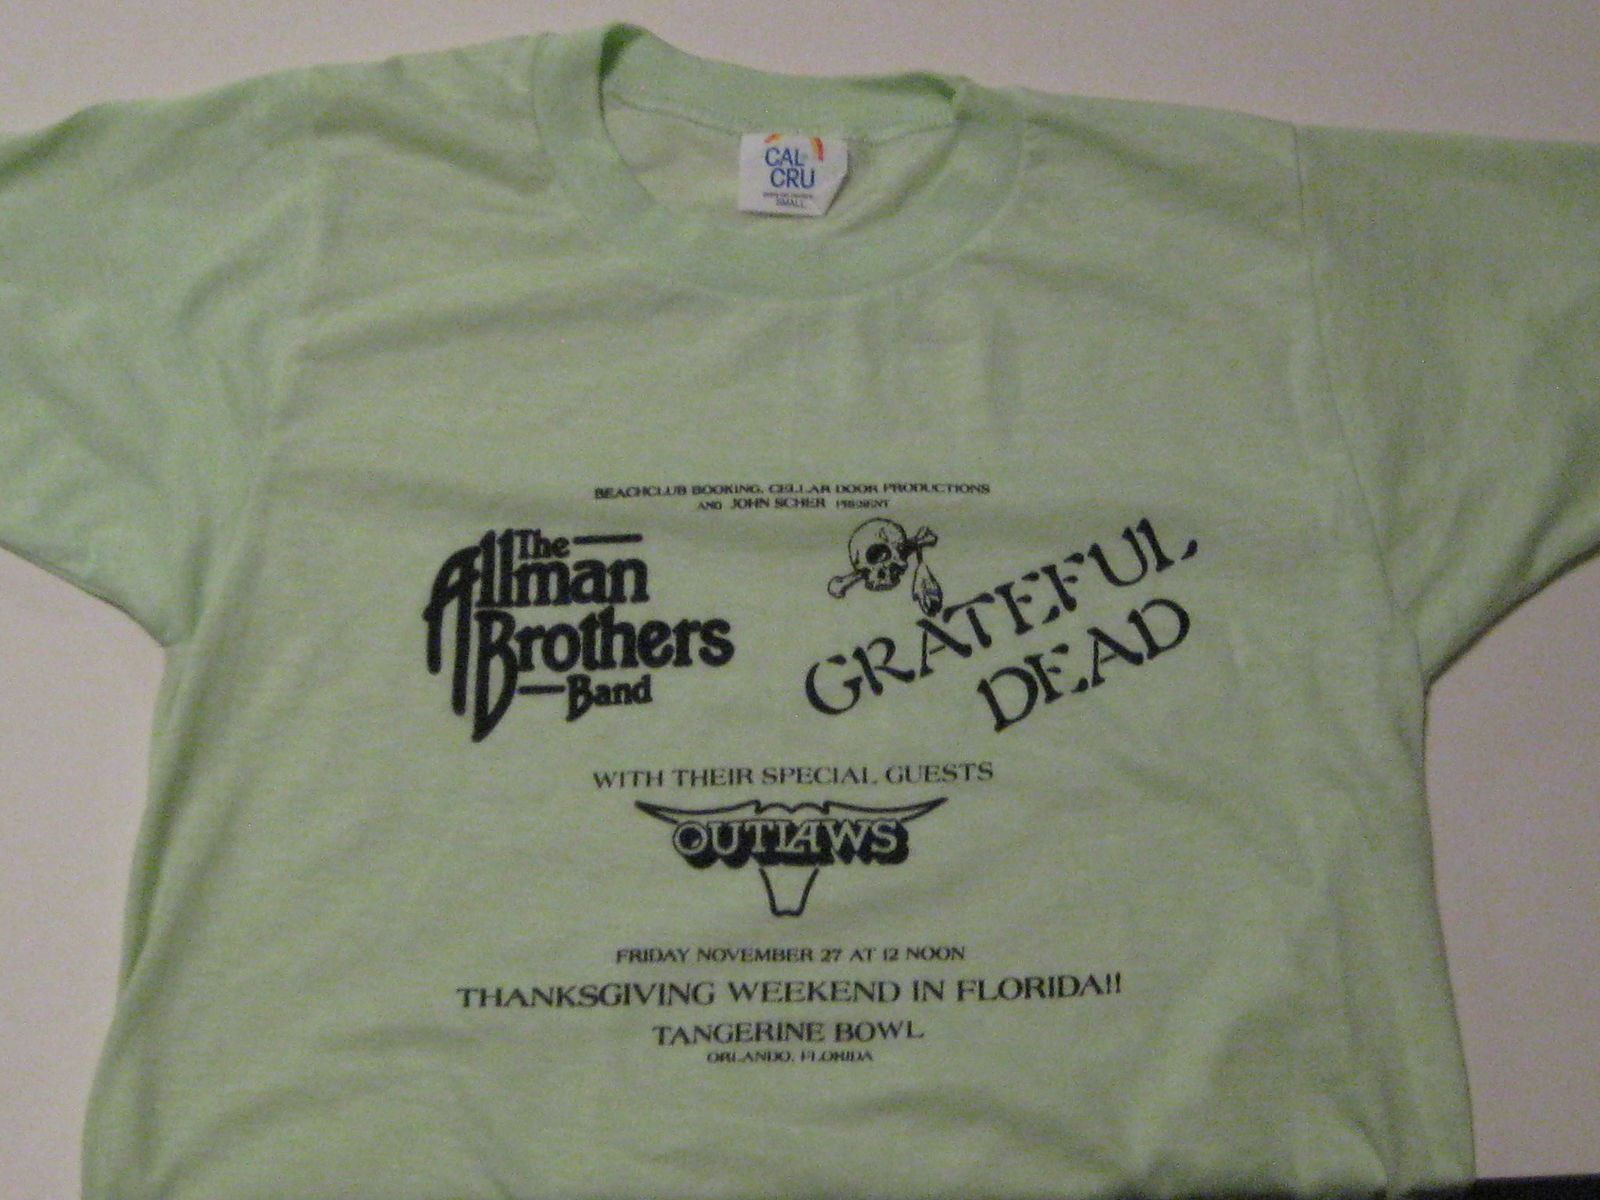 CAL
CRU
SMALL
BEACHCLUB BOOKING, CELLAR DOOR PRODUCTIONS
AND JOHN SCHER PRESENT
The
Allman
Brothers
Band
GRATEFUL
DEAD
WITH THEIR SPECIAL GUESTS
OUTLAWS
FRIDAY NOVEMBER 27 AT 12 NOON
THANKSGIVING WEEKEND IN FLORIDA!!
TANGERINE BOWL
ORLANDO, FLORIDA